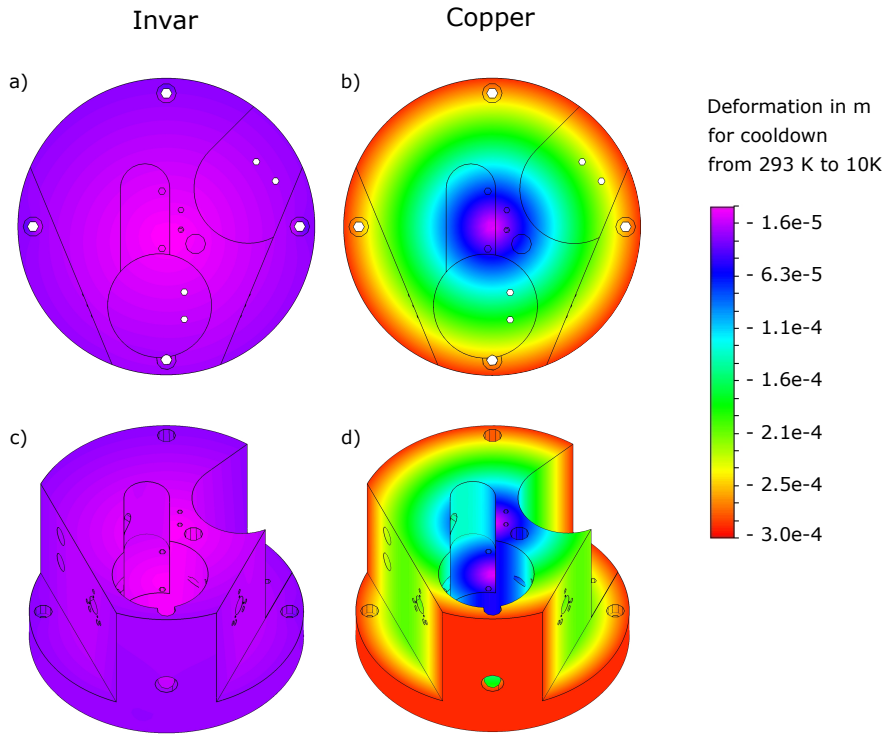 Invar
Copper
a)
b)
Deformation in m
for cooldown
from 293 K to 10K
- 1.6e-5
- 6.3e-5
- 1.1e-4
- 1.6e-4
- 2.1e-4
- 2.5e-4
- 3.0e-4
c)
d)